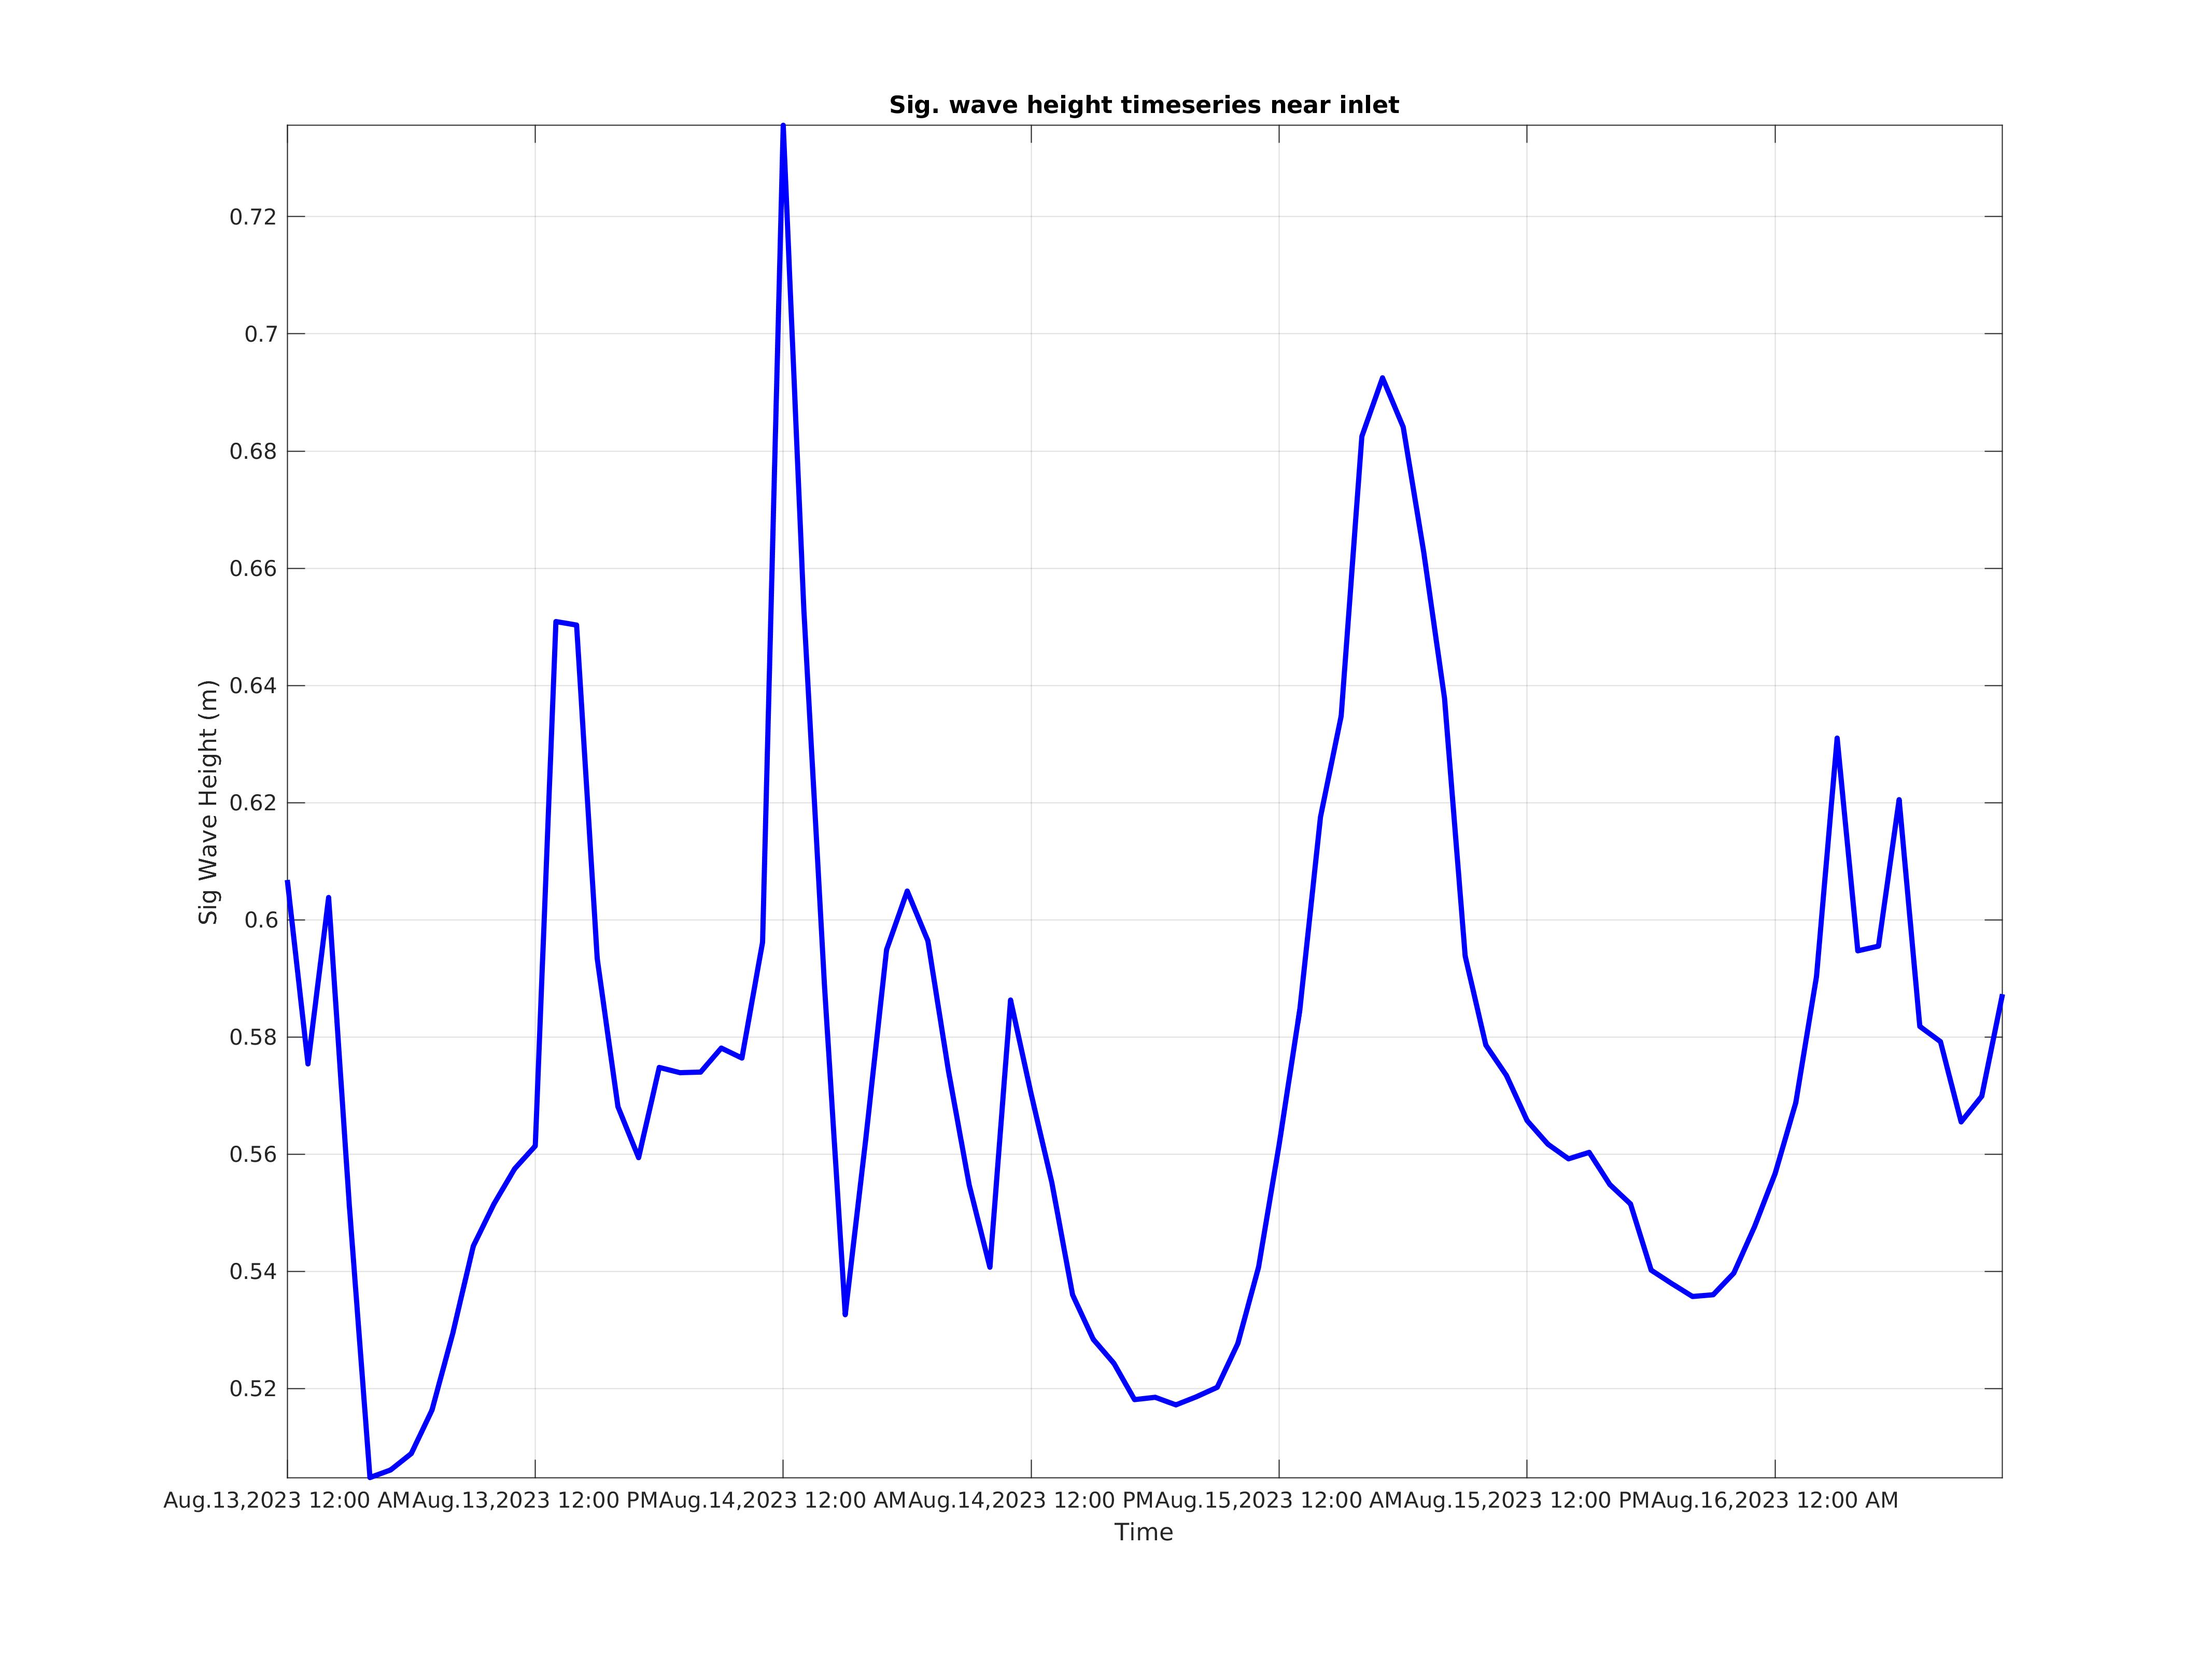 Sig. wave height timeseries near inlet
0.72
0.7
0.68
0.66
0.64
0.62
0.6
0.58
0.56
0.54
0.52
Sig Wave Height (m)
Aug.13,2023 12:00 AM Aug.13,2023 12:00 PM Aug.14,2023 12:00 AM Aug.14,2023 12:00 PM Aug.15,2023 12:00 AM Aug.15,2023 12:00 PM Aug.16,2023 12:00 AM
Time